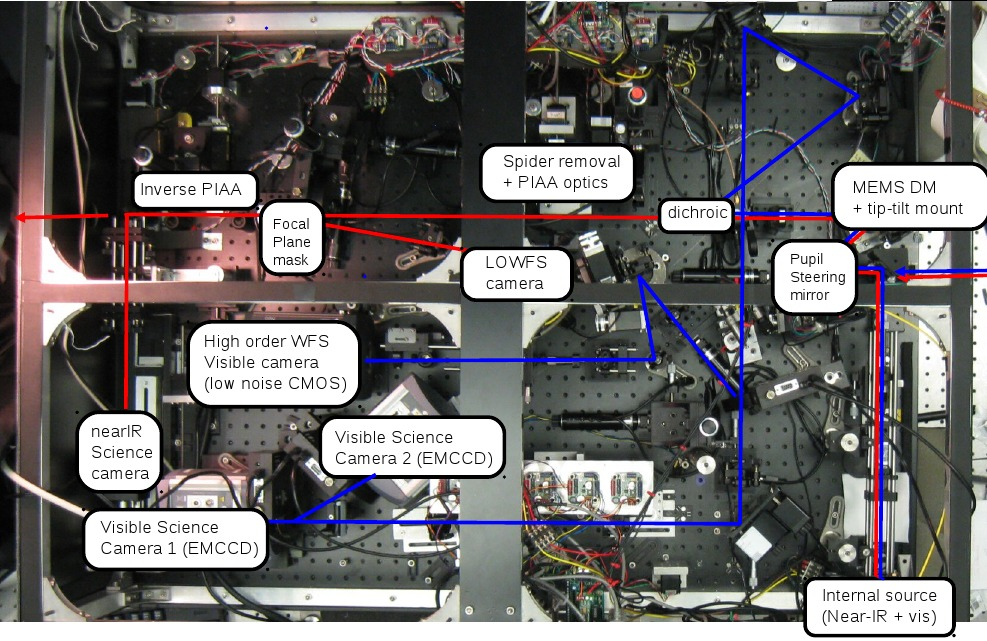 Spider removal
+ PIAA optics
Inverse PIAA
MEMS DM
+ tip-tilt mount
dichroic
Focal
Plane
mask
LOWFS
camera
Pupil
Steering
mirror
High order WFS
Visible camera
(low noise CMOS)
nearIR
Science
camera
Visible Science
Camera 2 (EMCCD)
Visible Science
Camera 1 (EMCCD)
Internal source
(Near-IR + vis)